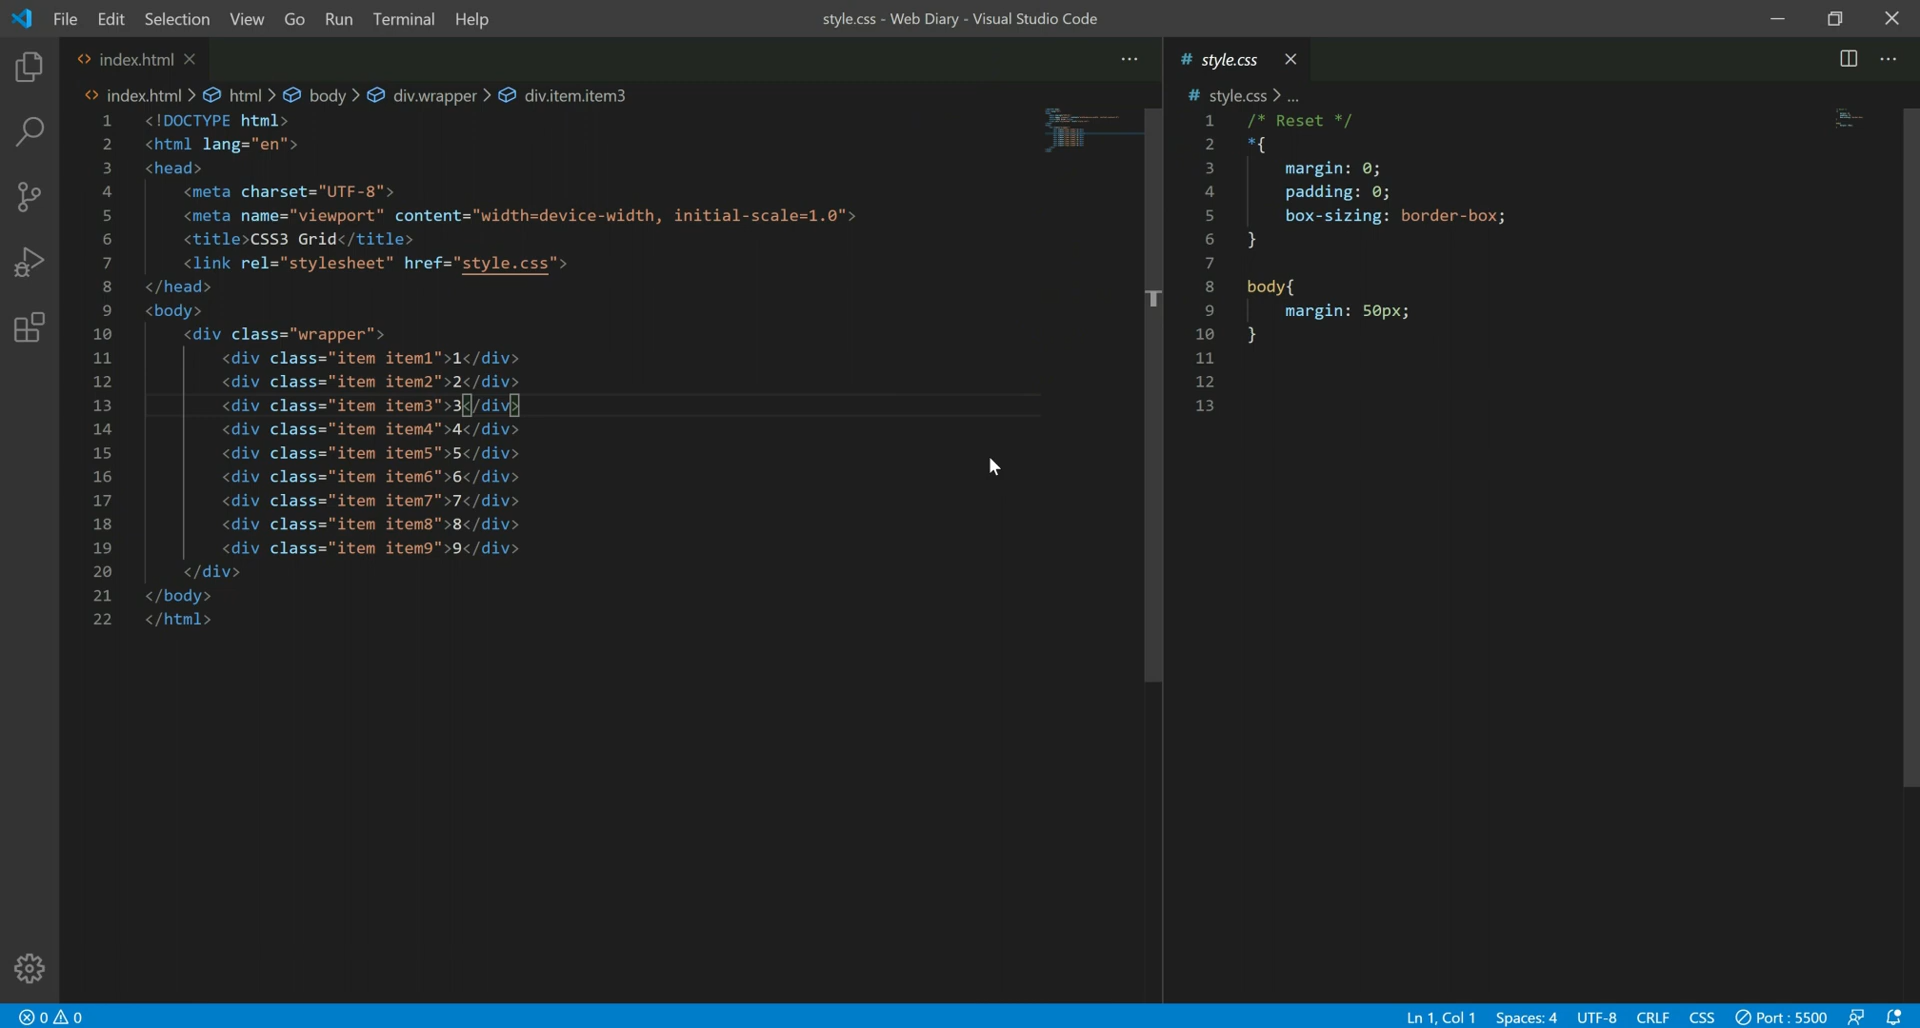 File Edit Selection View Go Run Terminal Help
style.css - Web Diary - Visual Studio Code
index.html
index.html > html > body > div.wrapper > div.item.item3
1 <!DOCTYPE html>
2 <html lang="en">
3 <head>
4 <meta charset="UTF-8">
5 <meta name="viewport" content="width=device-width, initial-scale=1.0">
6 <title>CSS3 Grid</title>
7 <link rel="stylesheet" href="style.css">
8 </head>
9 <body>
10 <div class="wrapper">
11 <div class="item item1">1</div>
12 <div class="item item2">2</div>
13 <div class="item item3">3</div>
14 <div class="item item4">4</div>
15 <div class="item item5">5</div>
16 <div class="item item6">6</div>
17 <div class="item item7">7</div>
18 <div class="item item8">8</div>
19 <div class="item item9">9</div>
20 </div>
21 </body>
22 </html>
# style.css
# style.css > ...
1 /* Reset */
2 *{
3 margin: 0;
4 padding: 0;
5 box-sizing: border-box;
6 }
7
8 body{
9 margin: 50px;
10 }
11
12
13
0 0
Ln 1, Col 1 Spaces: 4 UTF-8 CRLF CSS Port : 5500